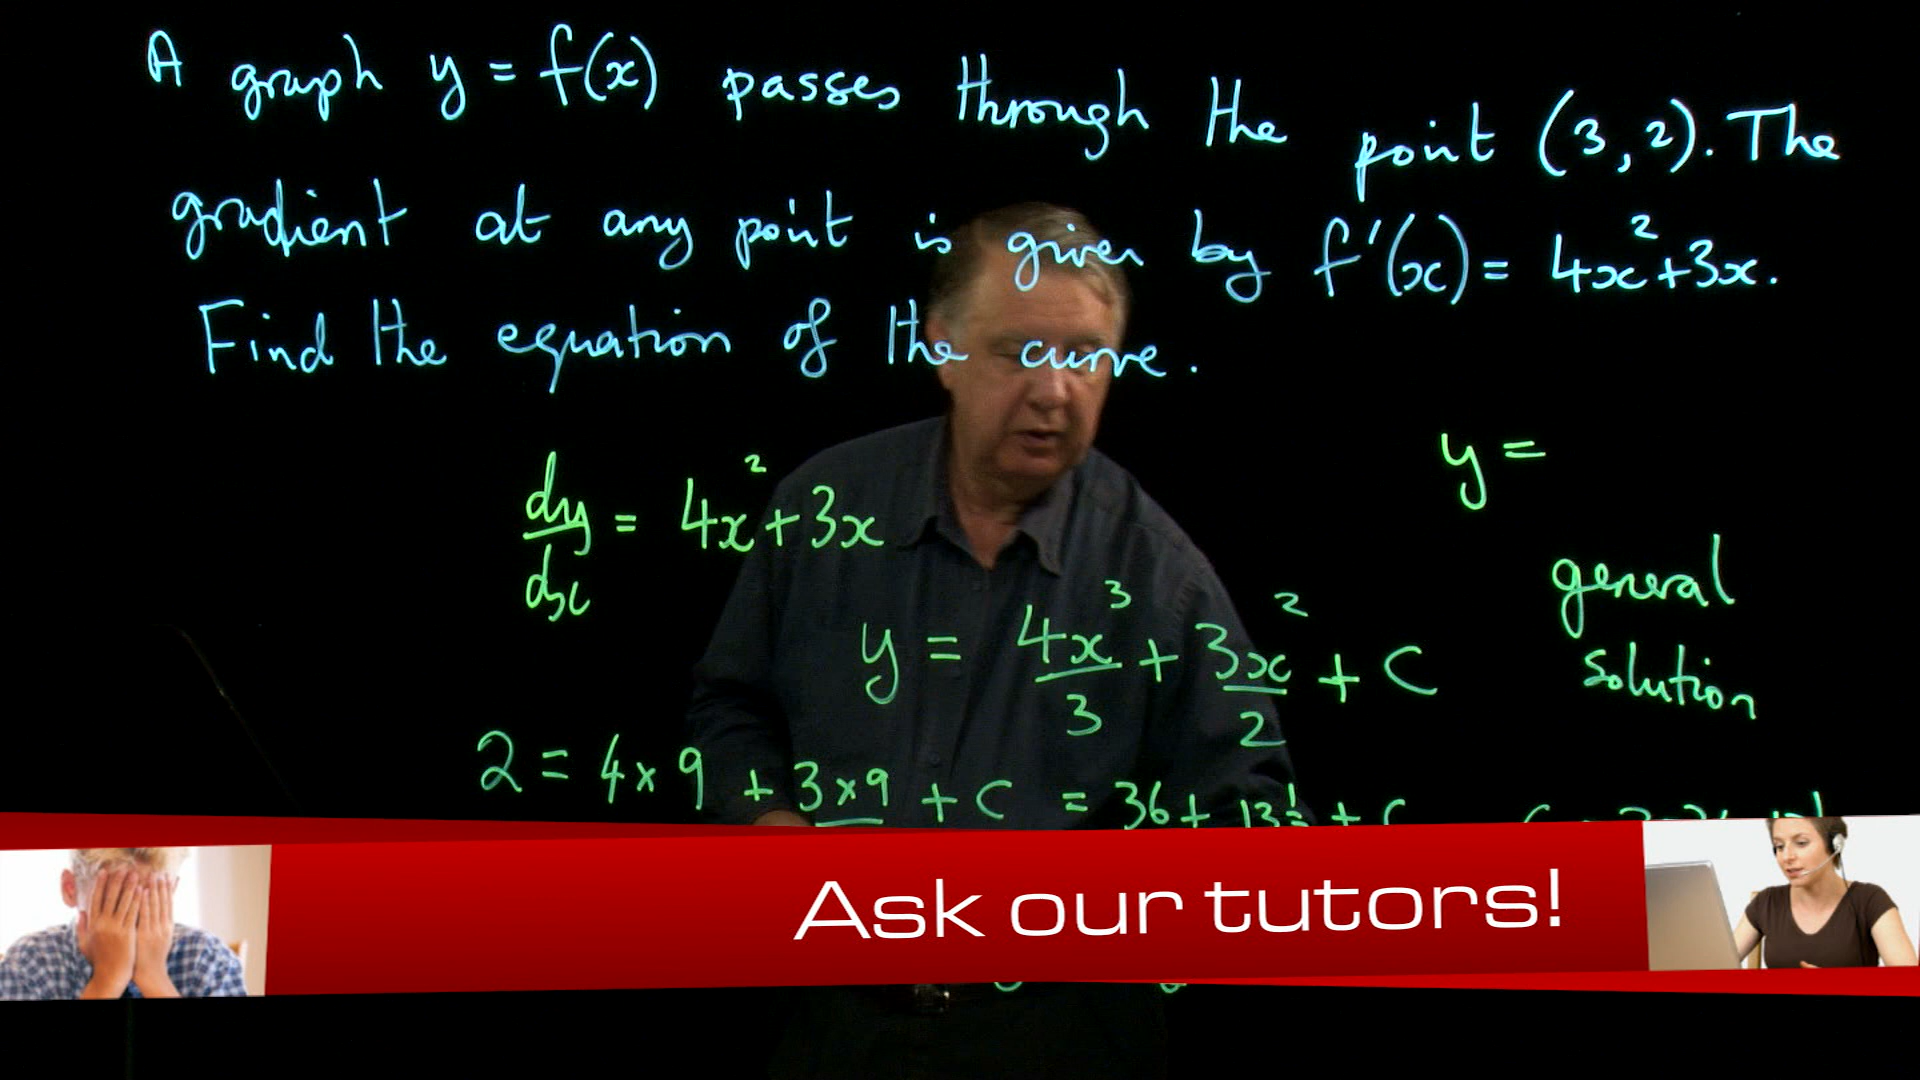 A graph y = f(x) passes through the point (3, 2). The
gradient at any point is given by f'(x) = 4x²+3x.
Find the equation of the curve.
y =
dy/dx = 4x²+3x
general
solution
y = 4x³/3 + 3x²/2 + C
2 = 4×9 + 3×9 + C = 36 + 13½ + C
Ask our tutors!